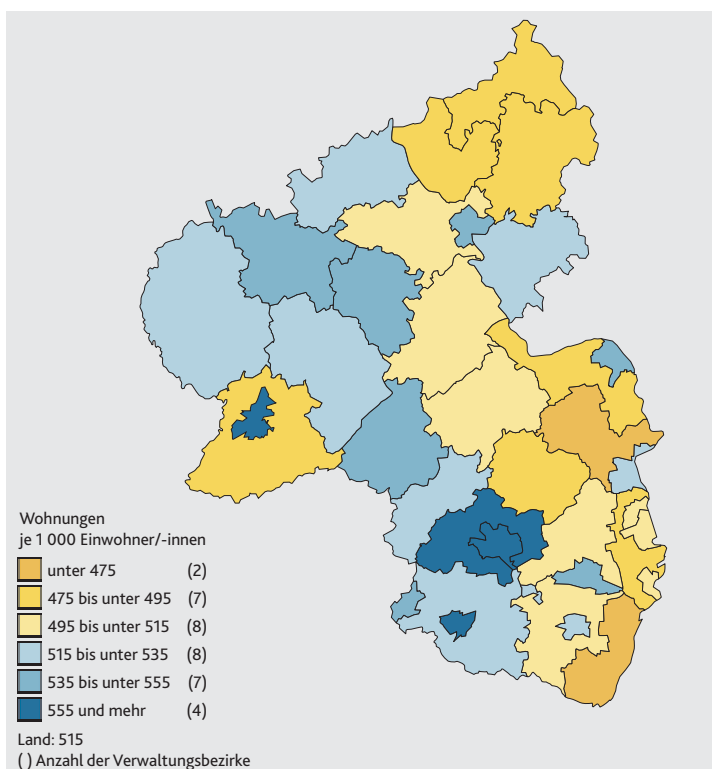 Wohnungen
je 1 000 Einwohner/-innen
unter 475 (2)
475 bis unter 495 (7)
495 bis unter 515 (8)
515 bis unter 535 (8)
535 bis unter 555 (7)
555 und mehr (4)
Land: 515
( ) Anzahl der Verwaltungsbezirke